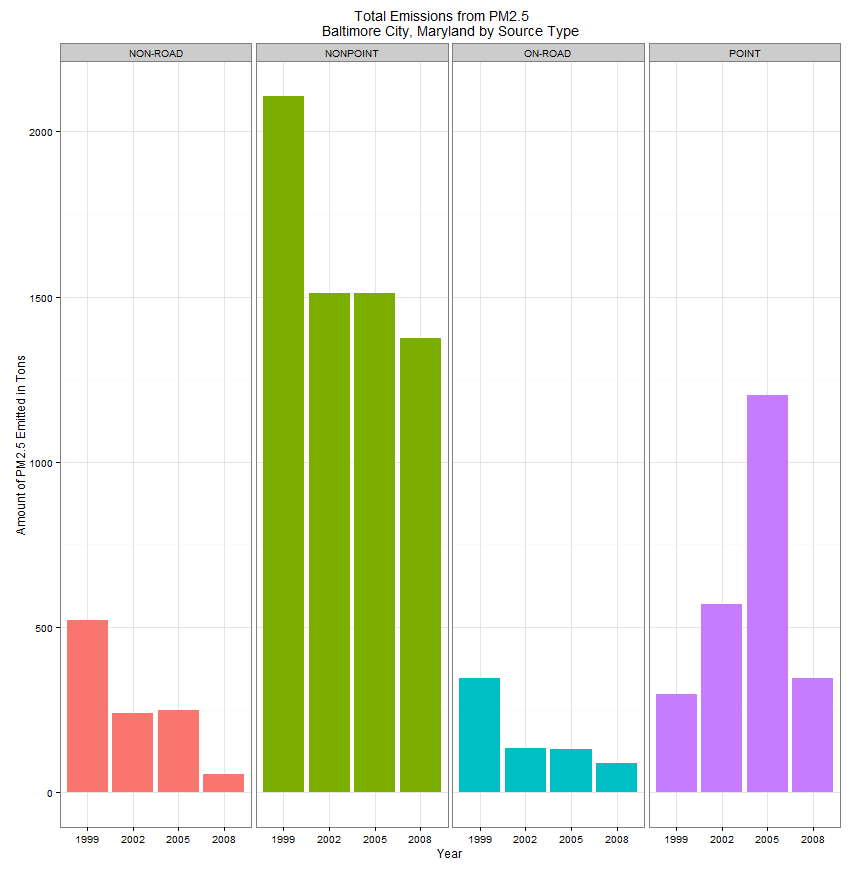 Total Emissions from PM2.5
Baltimore City, Maryland by Source Type
NON-ROAD NONPOINT ON-ROAD POINT
2000
1500
1000
500
0
Amount of PM2.5 Emitted in Tons
1999 2002 2005 2008 1999 2002 2005 2008 1999 2002 2005 2008 1999 2002 2005 2008
Year